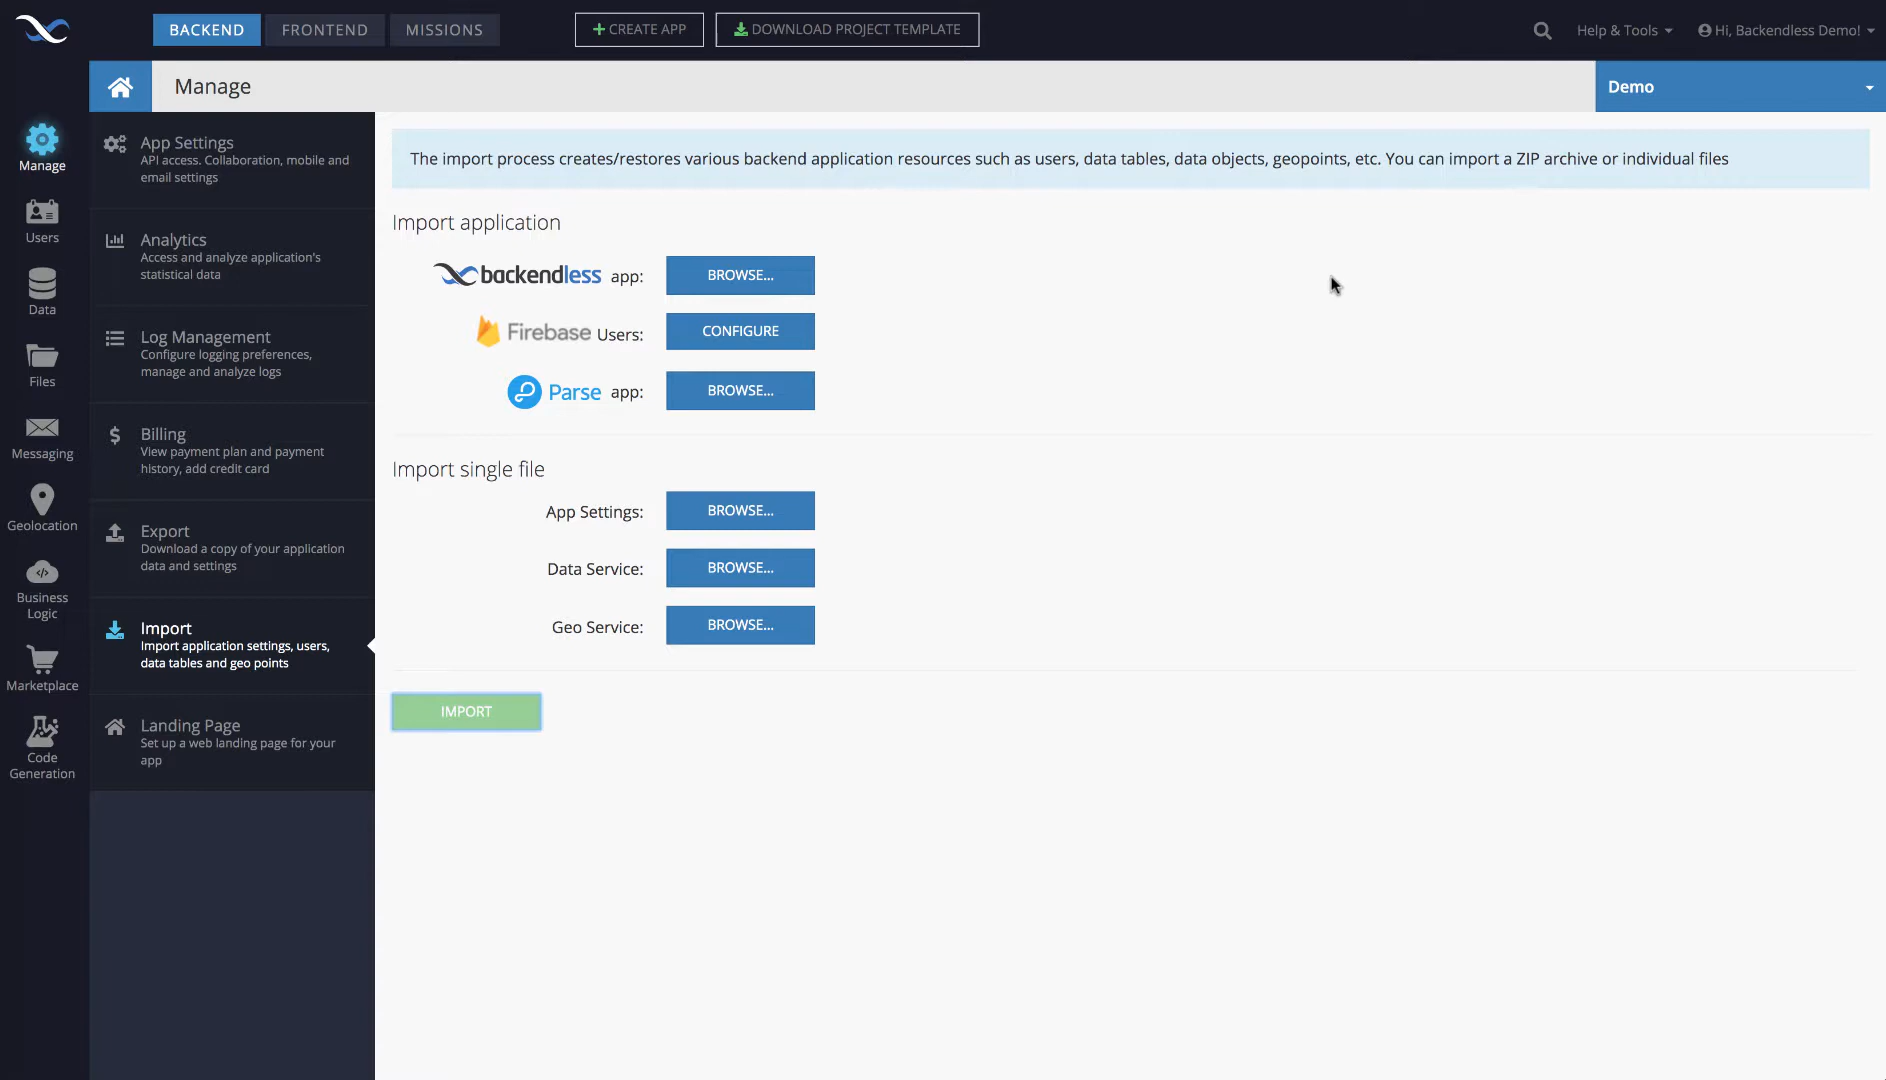 BACKEND FRONTEND MISSIONS CREATE APP DOWNLOAD PROJECT TEMPLATE Help & Tools Hi, Backendless Demo!
Manage Demo
Manage
Users
Data
Files
Messaging
Geolocation
Business
Logic
Marketplace
Code
Generation
App Settings
API access. Collaboration, mobile and
email settings
Analytics
Access and analyze application's
statistical data
Log Management
Configure logging preferences,
manage and analyze logs
Billing
View payment plan and payment
history, add credit card
Export
Download a copy of your application
data and settings
Import
Import application settings, users,
data tables and geo points
Landing Page
Set up a web landing page for your
app
The import process creates/restores various backend application resources such as users, data tables, data objects, geopoints, etc. You can import a ZIP archive or individual files
Import application
backendless app: BROWSE...
Firebase Users: CONFIGURE
Parse app: BROWSE...
Import single file
App Settings: BROWSE...
Data Service: BROWSE...
Geo Service: BROWSE...
IMPORT